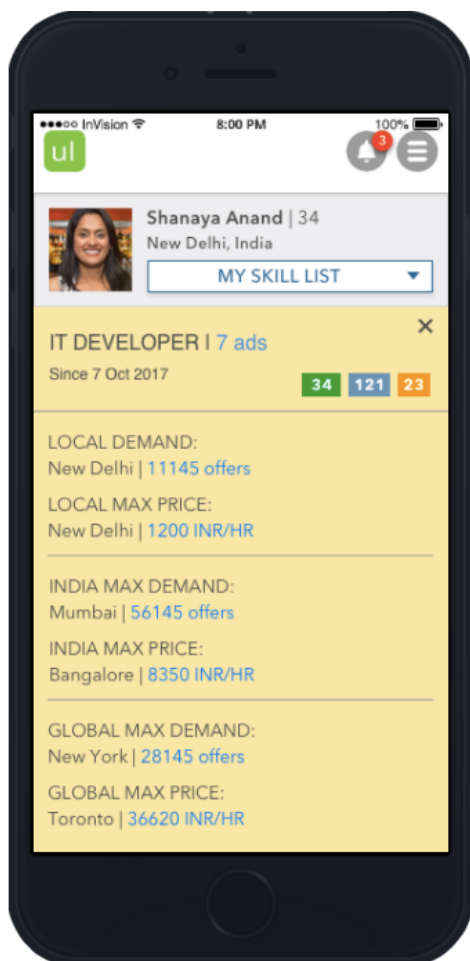 InVision 8:00 PM 100%
ul 3
Shanaya Anand | 34
New Delhi, India
MY SKILL LIST
IT DEVELOPER | 7 ads
Since 7 Oct 2017
34 121 23
LOCAL DEMAND:
New Delhi | 11145 offers
LOCAL MAX PRICE:
New Delhi | 1200 INR/HR
INDIA MAX DEMAND:
Mumbai | 56145 offers
INDIA MAX PRICE:
Bangalore | 8350 INR/HR
GLOBAL MAX DEMAND:
New York | 28145 offers
GLOBAL MAX PRICE:
Toronto | 36620 INR/HR